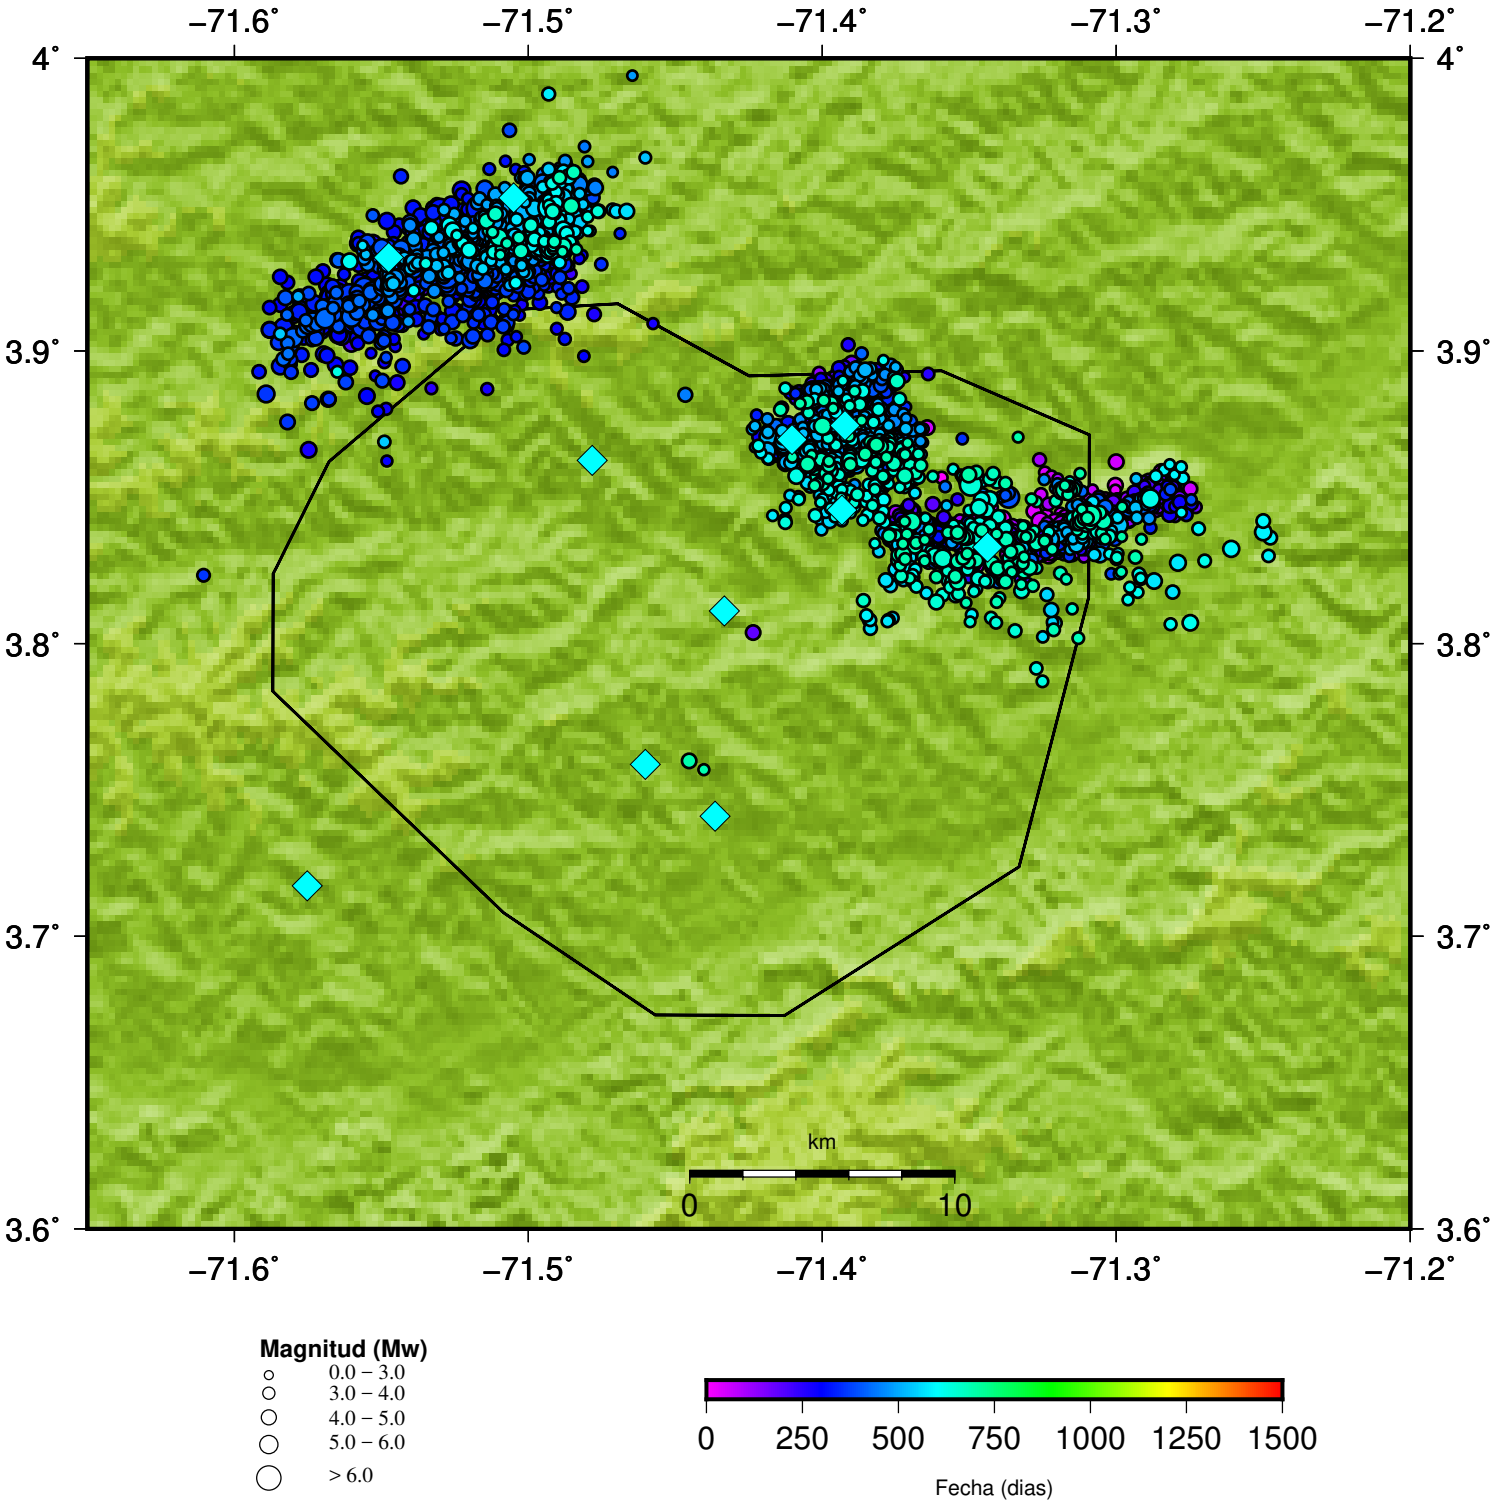 −71.6˚ −71.5˚ −71.4˚ −71.3˚ −71.2˚
4˚ 4˚
3.9˚ 3.9˚
3.8˚ 3.8˚
3.7˚ 3.7˚
km
0 10
3.6˚ 3.6˚
−71.6˚ −71.5˚ −71.4˚ −71.3˚ −71.2˚
Magnitud (Mw)
0.0 − 3.0
3.0 − 4.0
4.0 − 5.0
5.0 − 6.0
> 6.0
0 250 500 750 1000 1250 1500
Fecha (dias)